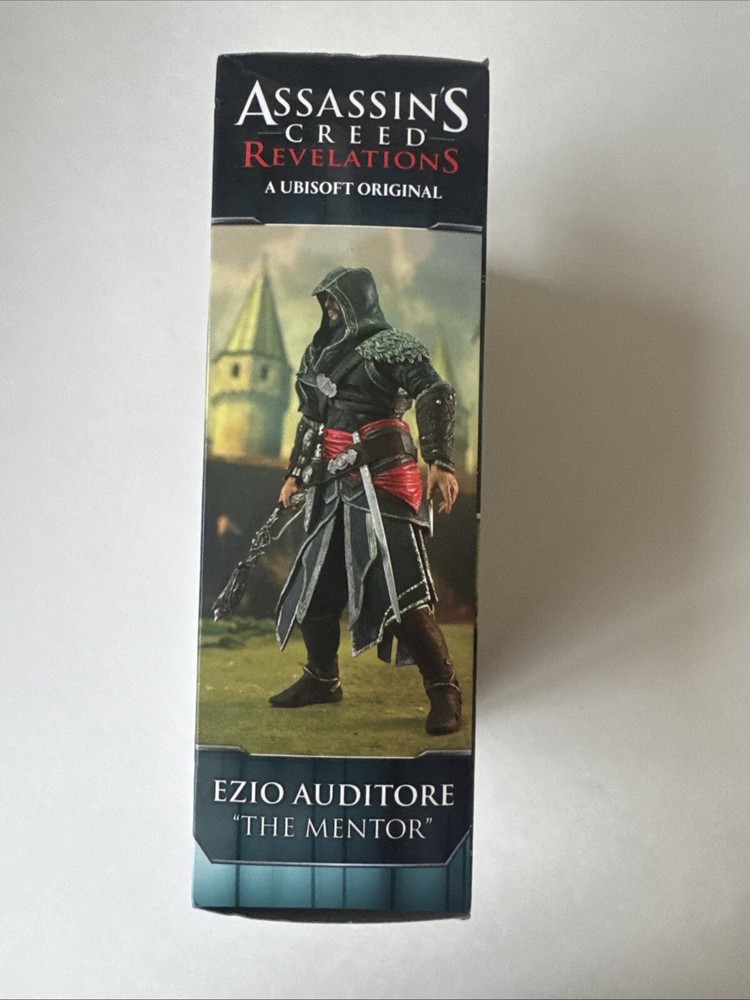 ASSASSIN'S
CREED
REVELATIONS
A UBISOFT ORIGINAL
EZIO AUDITORE
“THE MENTOR”